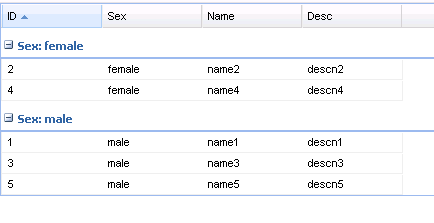 ID Sex Name Desc
Sex: female
2 female name2 descn2
4 female name4 descn4
Sex: male
1 male name1 descn1
3 male name3 descn3
5 male name5 descn5